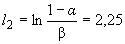 l₂ = ln (1 − α)/β = 2,25